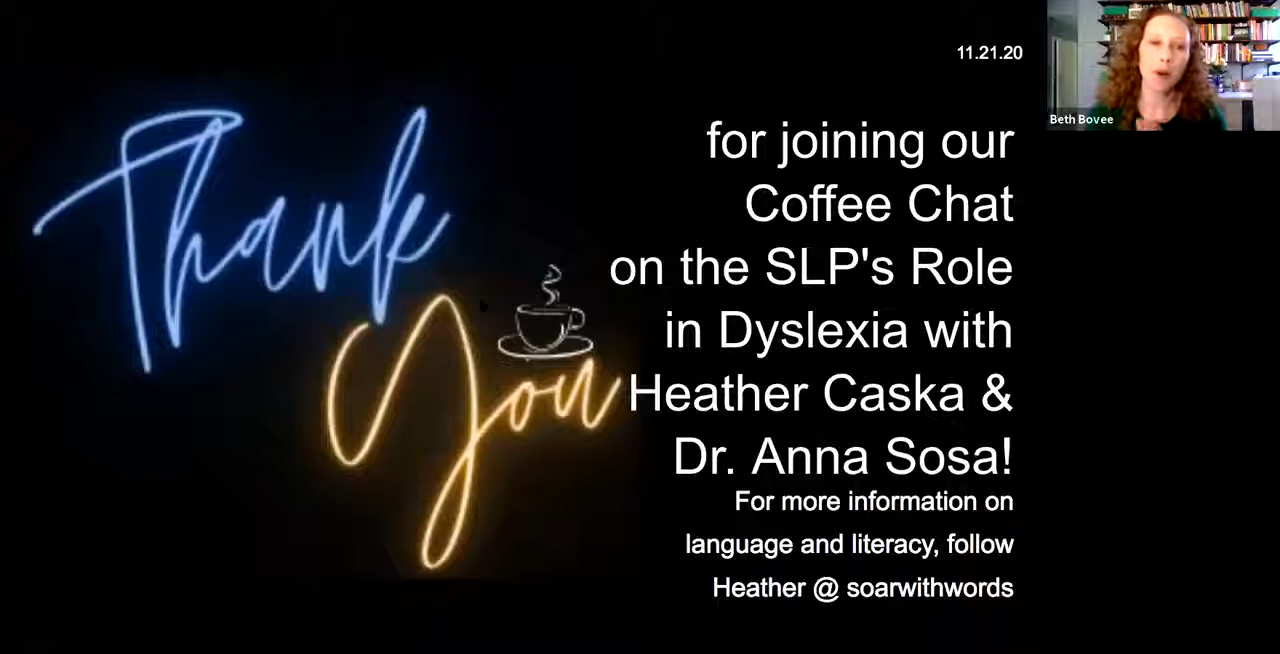 11.21.20
Beth Bovee
Thank
You
for joining our
Coffee Chat
on the SLP's Role
in Dyslexia with
Heather Caska &
Dr. Anna Sosa!
For more information on
language and literacy, follow
Heather @ soarwithwords